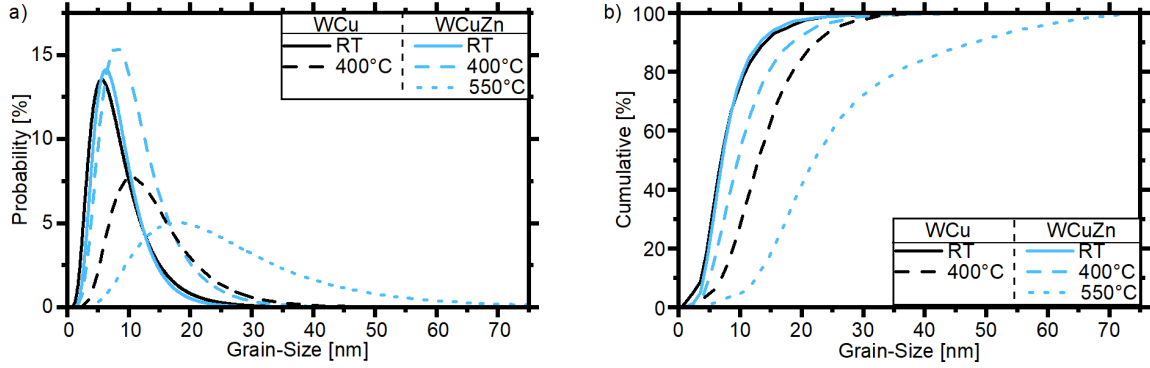 a)
WCu WCuZn
RT RT
400°C 400°C
550°C
15
10
5
0
Probability [%]
0 10 20 30 40 50 60 70
Grain-Size [nm]
b)
100
80
60
40
20
0
Cumulative [%]
WCu WCuZn
RT RT
400°C 400°C
550°C
0 10 20 30 40 50 60 70
Grain-Size [nm]